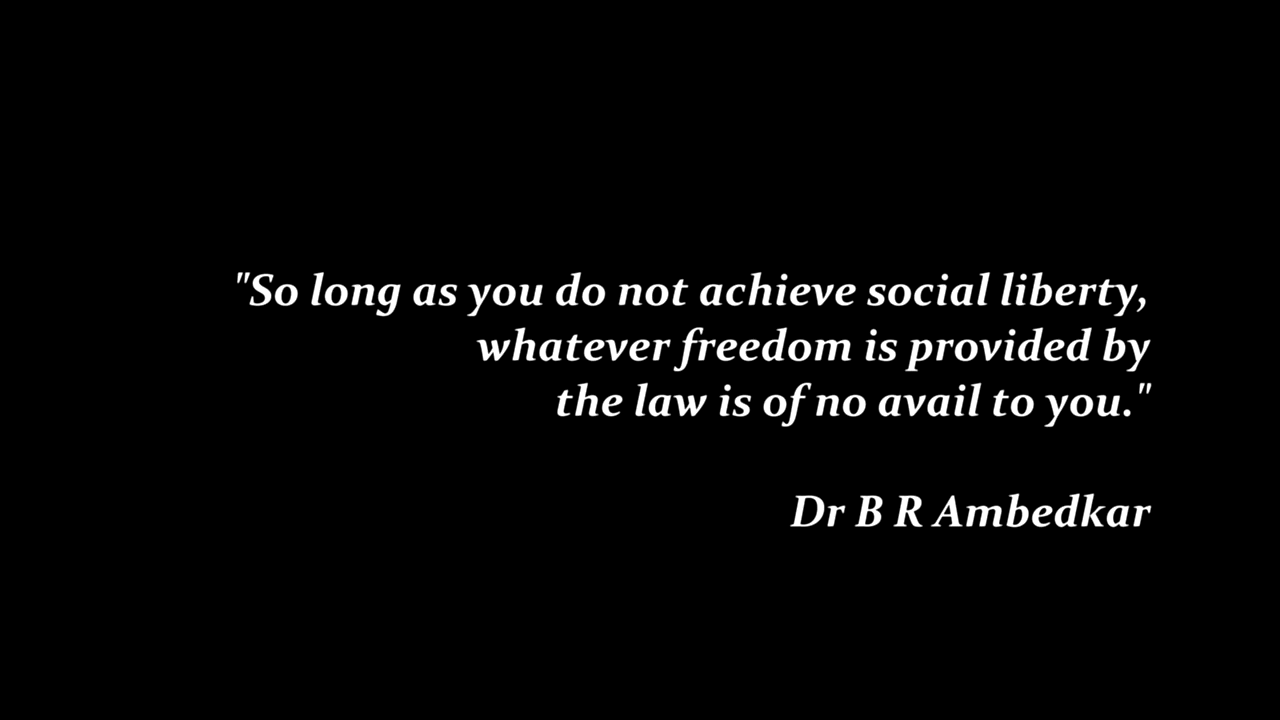 "So long as you do not achieve social liberty,
whatever freedom is provided by
the law is of no avail to you."
Dr B R Ambedkar